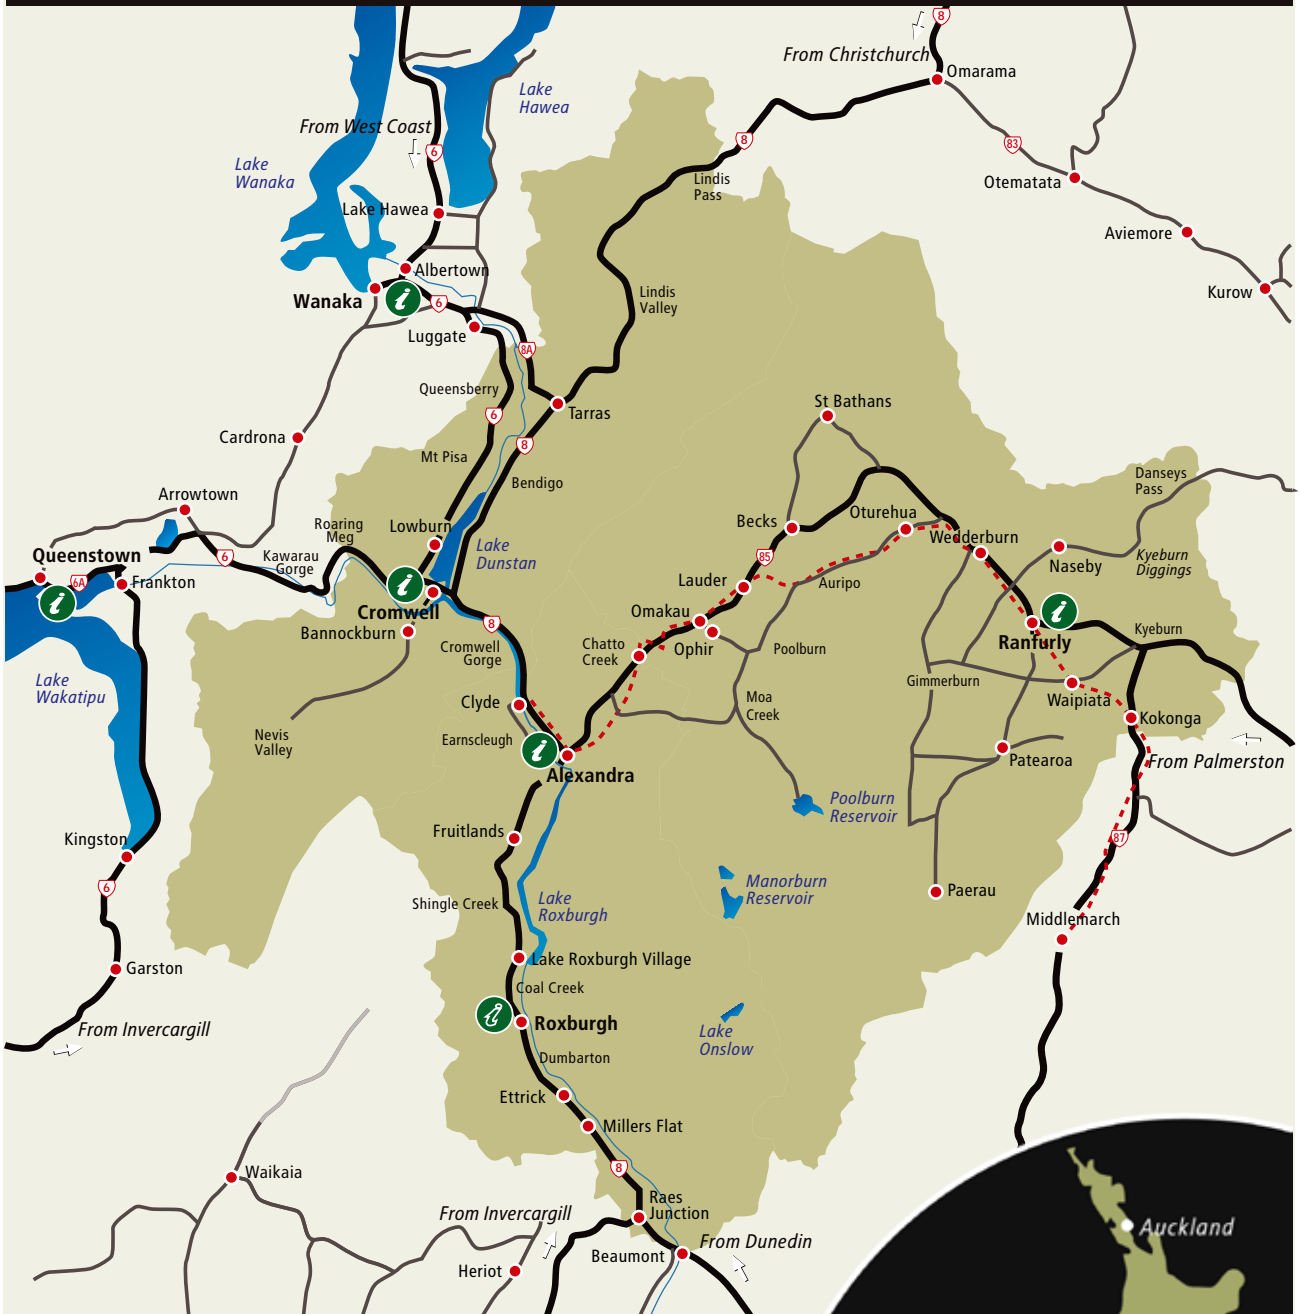 8
From Christchurch
Omarama
Lake
Hawea
From West Coast
6
8
83
Lake
Wanaka
Lindis
Pass
Otematata
Lake Hawea
Aviemore
Albertown
Wanaka
i
6
Lindis
Valley
Kurow
Luggate
8A
Queensberry
6
Tarras
St Bathans
Cardrona
8
Mt Pisa
Bendigo
Danseys
Pass
Arrowtown
Roaring
Meg
Lowburn
Becks
Oturehua
Wedderburn
Queenstown
6
Kawarau
Gorge
Lake
Dunstan
85
Naseby
Kyeburn
Diggings
6A
Frankton
i
i
Cromwell
Lauder
Auripo
Omakau
i
Bannockburn
8
Ophir
Ranfurly
Kyeburn
Cromwell
Gorge
Chatto
Creek
Poolburn
Lake
Wakatipu
Gimmerburn
Clyde
Moa
Creek
Waipiata
Kokonga
Nevis
Valley
Earnscleugh
i
Alexandra
Patearoa
From Palmerston
Poolburn
Reservoir
Kingston
Fruitlands
87
6
Manorburn
Reservoir
Paerau
Shingle Creek
Lake
Roxburgh
Middlemarch
Garston
Lake Roxburgh Village
Coal Creek
i
Roxburgh
From Invercargill
Lake
Onslow
Dumbarton
Ettrick
Millers Flat
8
Waikaia
Raes
Junction
From Invercargill
Auckland
From Dunedin
Beaumont
Heriot